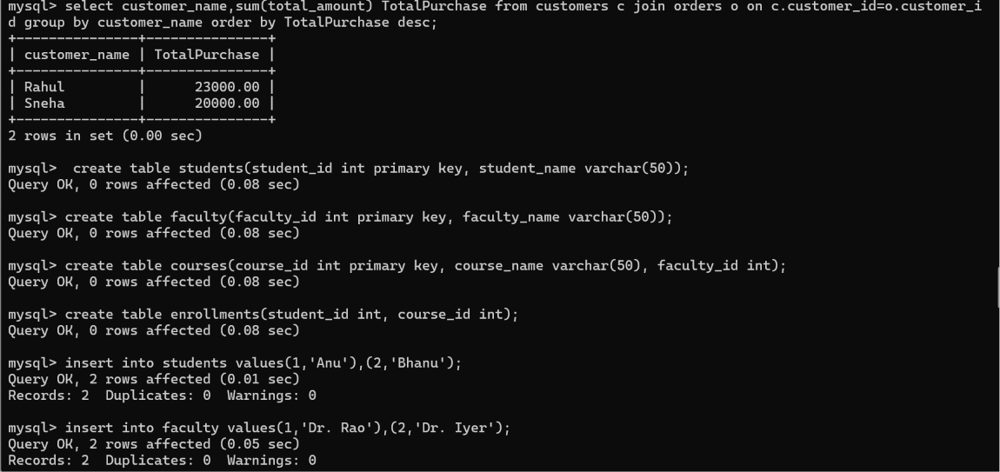 mysql> select customer_name,sum(total_amount) TotalPurchase from customers c join orders o on c.customer_id=o.customer_i
d group by customer_name order by TotalPurchase desc;
+---------------+---------------+
| customer_name | TotalPurchase |
+---------------+---------------+
| Rahul         |      23000.00 |
| Sneha         |      20000.00 |
+---------------+---------------+
2 rows in set (0.00 sec)

mysql>  create table students(student_id int primary key, student_name varchar(50));
Query OK, 0 rows affected (0.08 sec)

mysql> create table faculty(faculty_id int primary key, faculty_name varchar(50));
Query OK, 0 rows affected (0.08 sec)

mysql> create table courses(course_id int primary key, course_name varchar(50), faculty_id int);
Query OK, 0 rows affected (0.08 sec)

mysql> create table enrollments(student_id int, course_id int);
Query OK, 0 rows affected (0.08 sec)

mysql> insert into students values(1,'Anu'),(2,'Bhanu');
Query OK, 2 rows affected (0.01 sec)
Records: 2  Duplicates: 0  Warnings: 0

mysql> insert into faculty values(1,'Dr. Rao'),(2,'Dr. Iyer');
Query OK, 2 rows affected (0.05 sec)
Records: 2  Duplicates: 0  Warnings: 0